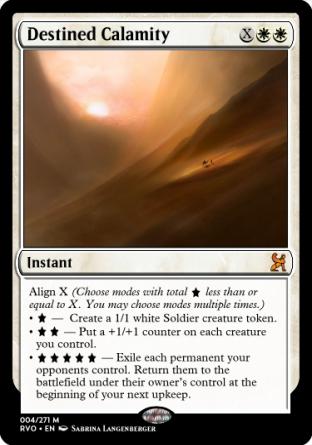 Destined Calamity X
Instant
Align X (Choose modes with total ★ less than or
equal to X. You may choose modes multiple times.)
• ★ — Create a 1/1 white Soldier creature token.
• ★ ★ — Put a +1/+1 counter on each creature
you control.
• ★ ★ ★ ★ ★ — Exile each permanent your
opponents control. Return them to the
battlefield under their owner's control at the
beginning of your next upkeep.
004/271 M
RVO • EN Sabrina Langenberger